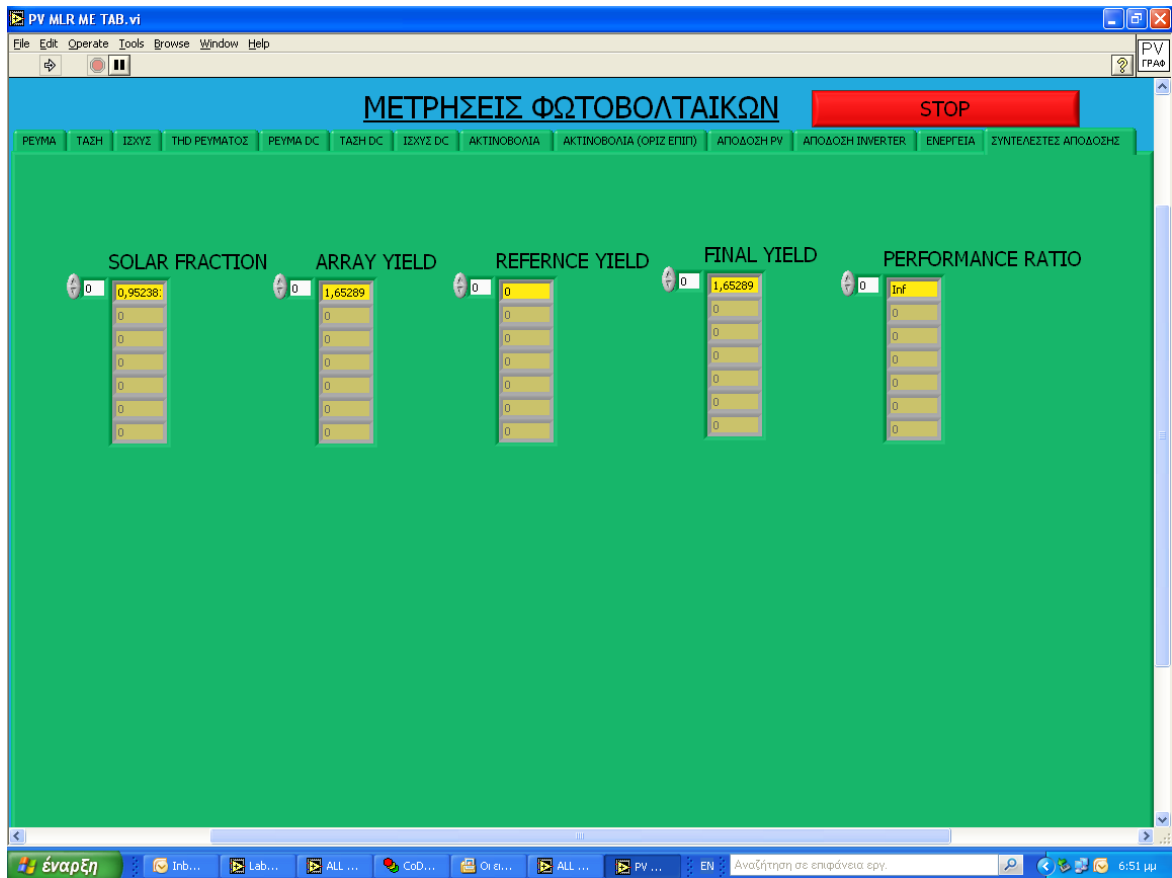 PV MLR ME TAB.vi
File Edit Operate Tools Browse Window Help
PV
ΓΡΑΦ
ΜΕΤΡΗΣΕΙΣ ΦΩΤΟΒΟΛΤΑΙΚΩΝ
STOP
ΡΕΥΜΑ ΤΑΣΗ ΙΣΧΥΣ THD ΡΕΥΜΑΤΟΣ ΡΕΥΜΑ DC ΤΑΣΗ DC ΙΣΧΥΣ DC ΑΚΤΙΝΟΒΟΛΙΑ ΑΚΤΙΝΟΒΟΛΙΑ (ΟΡΙΖ ΕΠΙΠ) ΑΠΟΔΟΣΗ PV ΑΠΟΔΟΣΗ INVERTER ΕΝΕΡΓΕΙΑ ΣΥΝΤΕΛΕΣΤΕΣ ΑΠΟΔΟΣΗΣ
SOLAR FRACTION ARRAY YIELD REFERNCE YIELD FINAL YIELD PERFORMANCE RATIO
0 0,95238: 0 1,65289 0 0 0 1,65289 0 Inf
0 0 0 0 0
0 0 0 0 0
0 0 0 0 0
0 0 0 0 0
0 0 0 0 0
0 0 0 0 0
έναρξη Inb... Lab... ALL ... CoD... Οι ει... ALL ... PV ... EN Αναζήτηση σε επιφάνεια εργ. 6:51 μμ